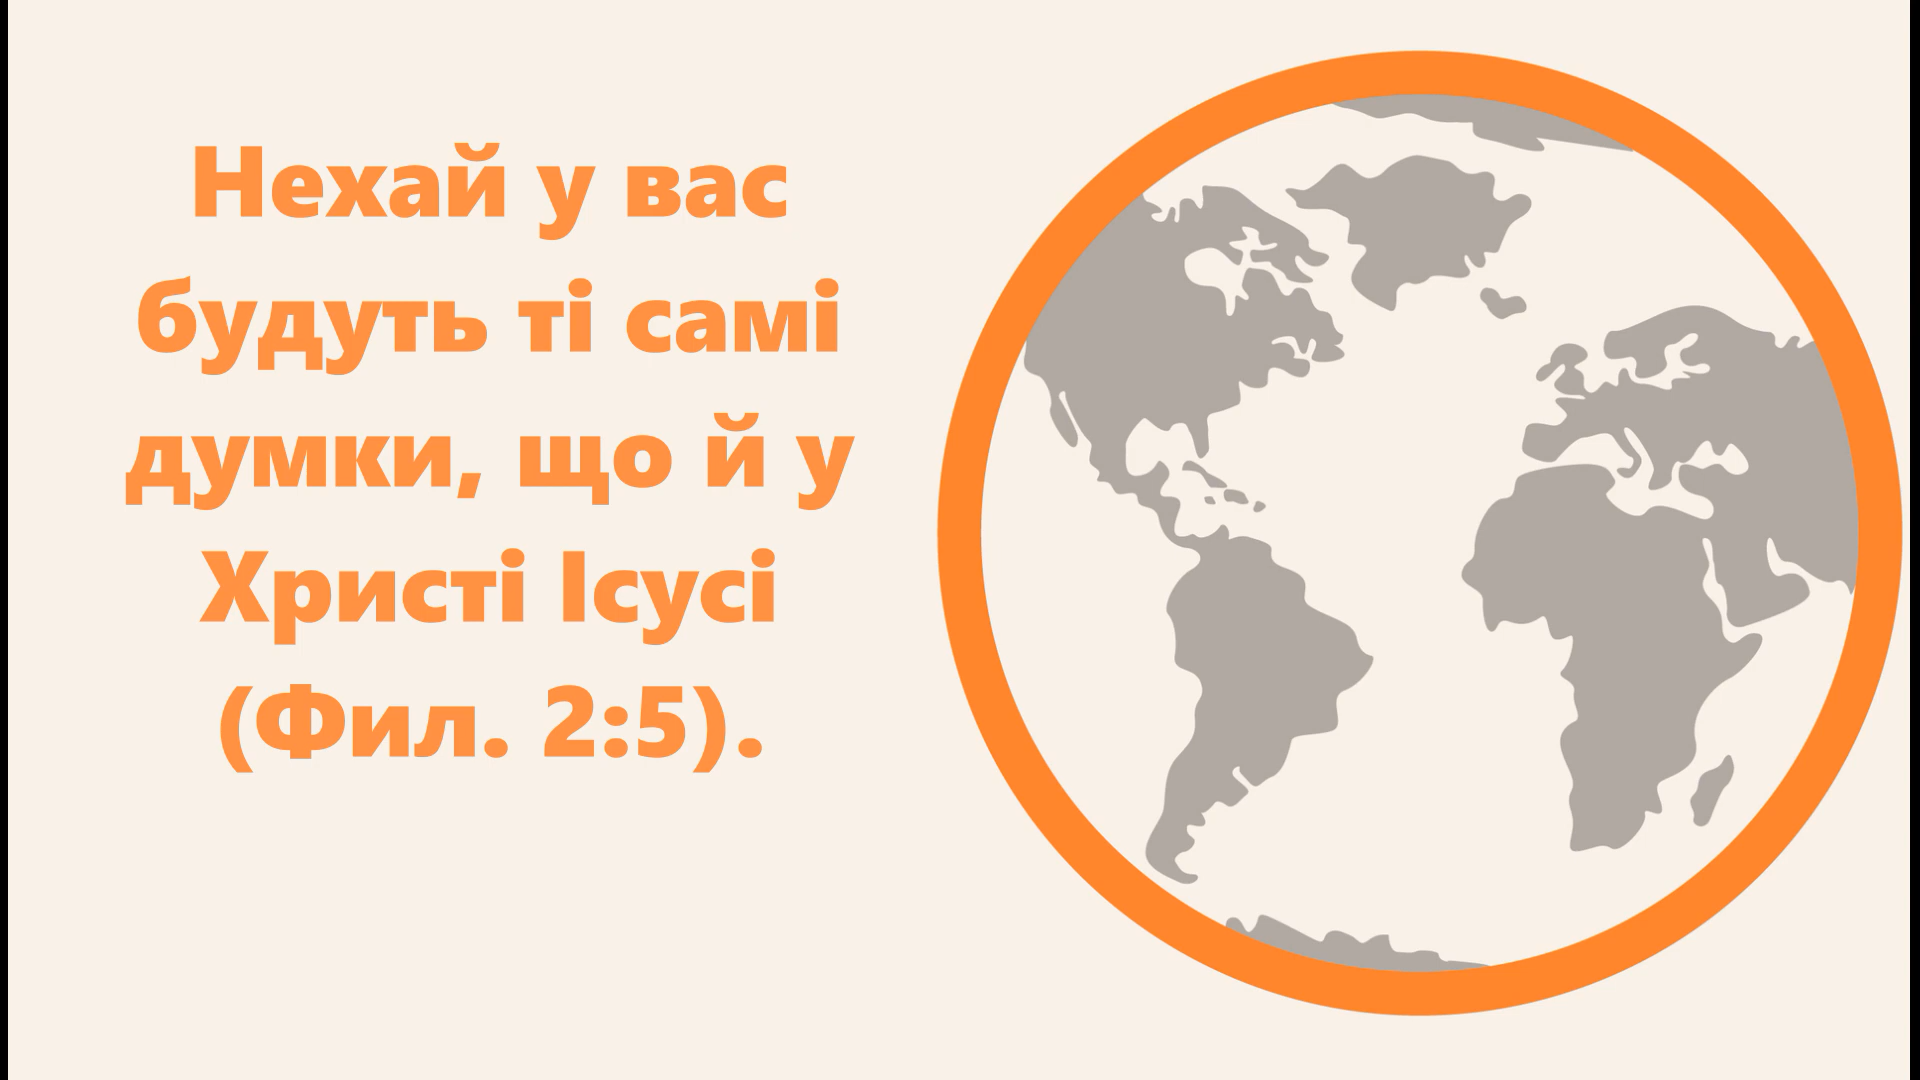 Нехай у вас
будуть ті самі
думки, що й у
Христі Ісусі
(Фил. 2:5).